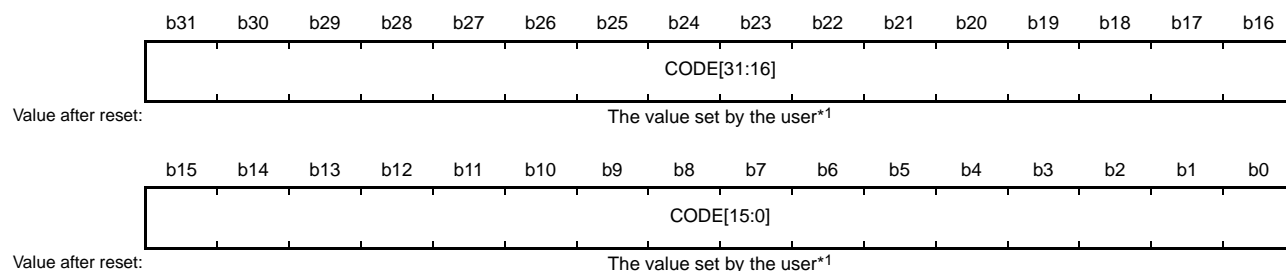 b31 b30 b29 b28 b27 b26 b25 b24 b23 b22 b21 b20 b19 b18 b17 b16
CODE[31:16]
Value after reset: The value set by the user*1
b15 b14 b13 b12 b11 b10 b9 b8 b7 b6 b5 b4 b3 b2 b1 b0
CODE[15:0]
Value after reset: The value set by the user*1